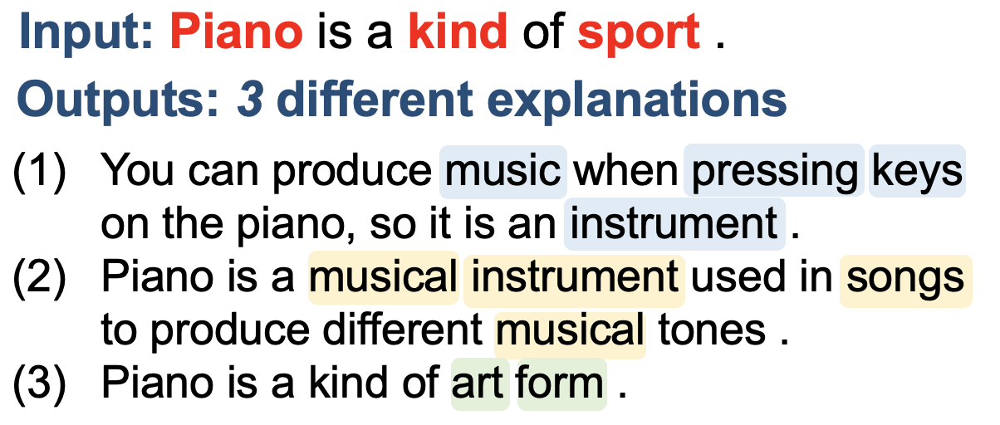 Input: Piano is a kind of sport .
Outputs: 3 different explanations
(1) You can produce music when pressing keys
on the piano, so it is an instrument .
(2) Piano is a musical instrument used in songs
to produce different musical tones .
(3) Piano is a kind of art form .